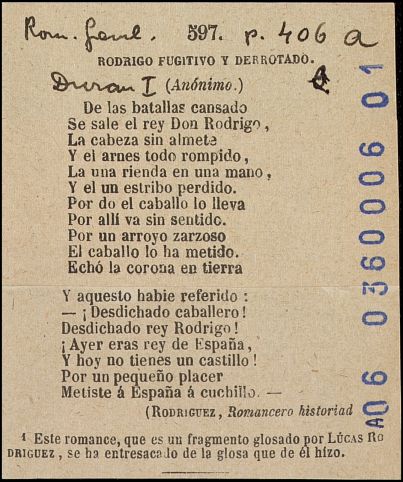 Rom. Genl. 597. p. 406 a
RODRIGO FUGITIVO Y DERROTADO.
Duran I (Anónimo.)
De las batallas cansado
Se sale el rey Don Rodrigo,
La cabeza sin almete
Y el arnes todo rompido,
La una rienda en una mano,
Y el un estribo perdido.
Por do el caballo lo lleva
Por allí va sin sentido.
Por un arroyo zarzoso
El caballo lo ha metido.
Echó la corona en tierra
Y aquesto habie referido:
— ¡Desdichado caballero!
Desdichado rey Rodrigo!
¡Ayer eras rey de España,
Y hoy no tienes un castillo!
Por un pequeño placer
Metiste á España á cuchillo. —
(RODRIGUEZ, Romancero historiad
1 Este romance, que es un fragmento glosado por LÚCAS RO
DRIGUEZ, se ha entresacado de la glosa que de él hizo.
A06 0360006 01